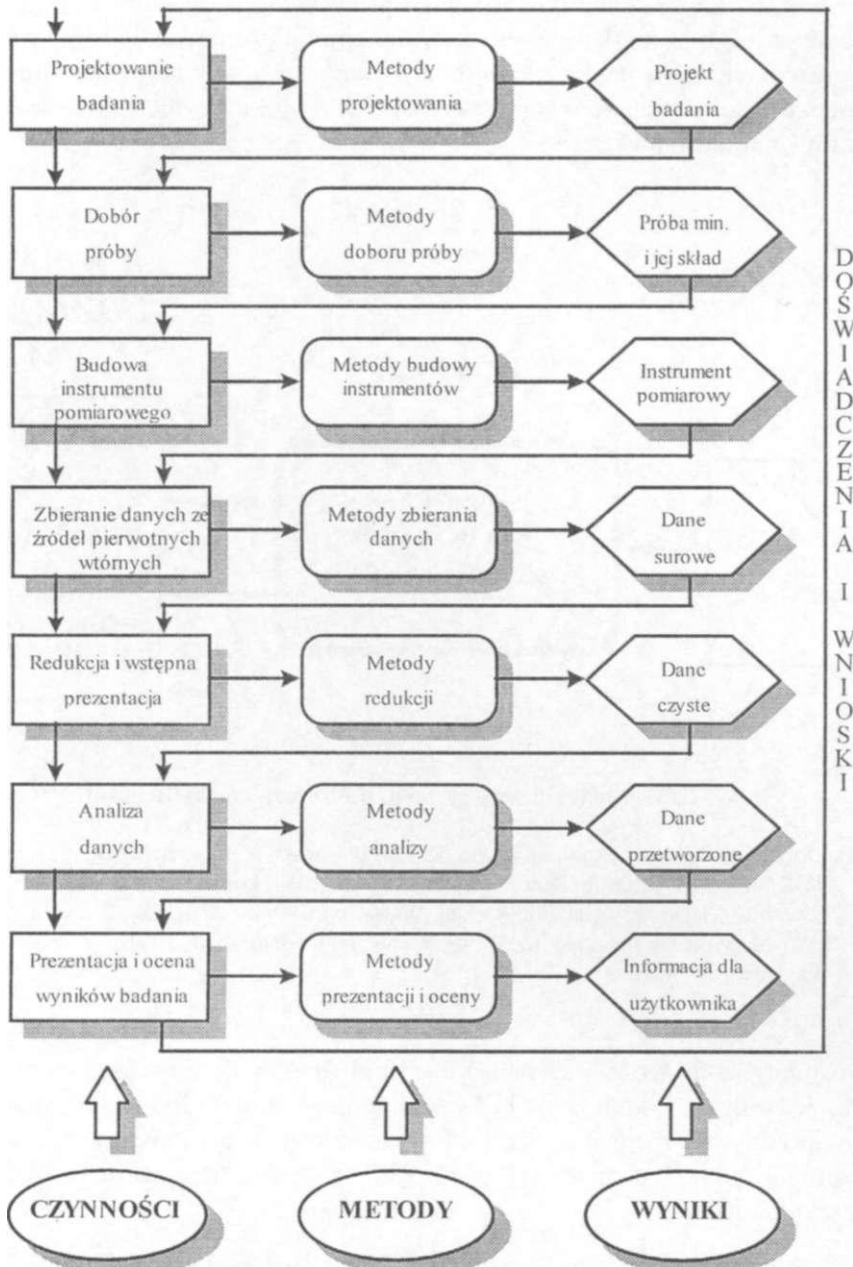 Projektowanie
badania
Metody
projektowania
Projekt
badania
Dobór
próby
Metody
doboru próby
Próba min.
i jej skład
Budowa
instrumentu
pomiarowego
Metody budowy
instrumentów
Instrument
pomiarowy
Zbieranie danych ze
źródeł pierwotnych
wtórnych
Metody zbierania
danych
Dane
surowe
Redukcja i wstępna
prezentacja
Metody
redukcji
Dane
czyste
Analiza
danych
Metody
analizy
Dane
przetworzone
Prezentacja i ocena
wyników badania
Metody
prezentacji i oceny
Informacja dla
użytkownika
DOŚWIADCZENIA I WNIOSKI
CZYNNOŚCI
METODY
WYNIKI